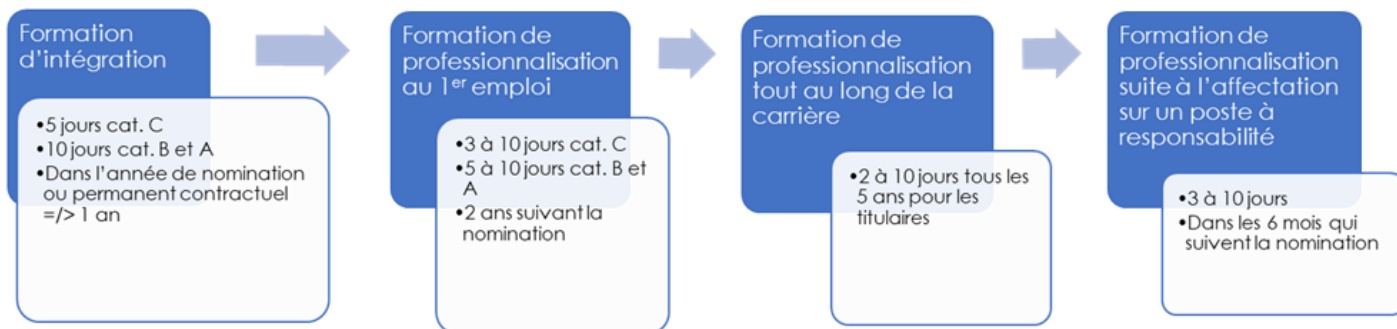 Formation
d'intégration
•5 jours cat. C
•10 jours cat. B et A
•Dans l'année de nomination
ou permanent contractuel
=/> 1 an
Formation de
professionnalisation
au 1er emploi
•3 à 10 jours cat. C
•5 à 10 jours cat. B et
A
•2 ans suivant la
nomination
Formation de
professionnalisation
tout au long de la
carrière
•2 à 10 jours tous les
5 ans pour les
titulaires
Formation de
professionalisation
suite à l'affectation
sur un poste à
responsabilité
•3 à 10 jours
•Dans les 6 mois qui
suivent la nomination